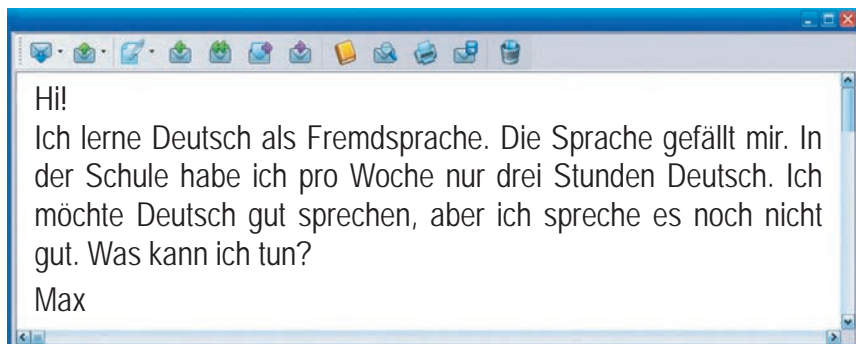 Hi!
Ich lerne Deutsch als Fremdsprache. Die Sprache gefällt mir. In
der Schule habe ich pro Woche nur drei Stunden Deutsch. Ich
möchte Deutsch gut sprechen, aber ich spreche es noch nicht
gut. Was kann ich tun?
Max